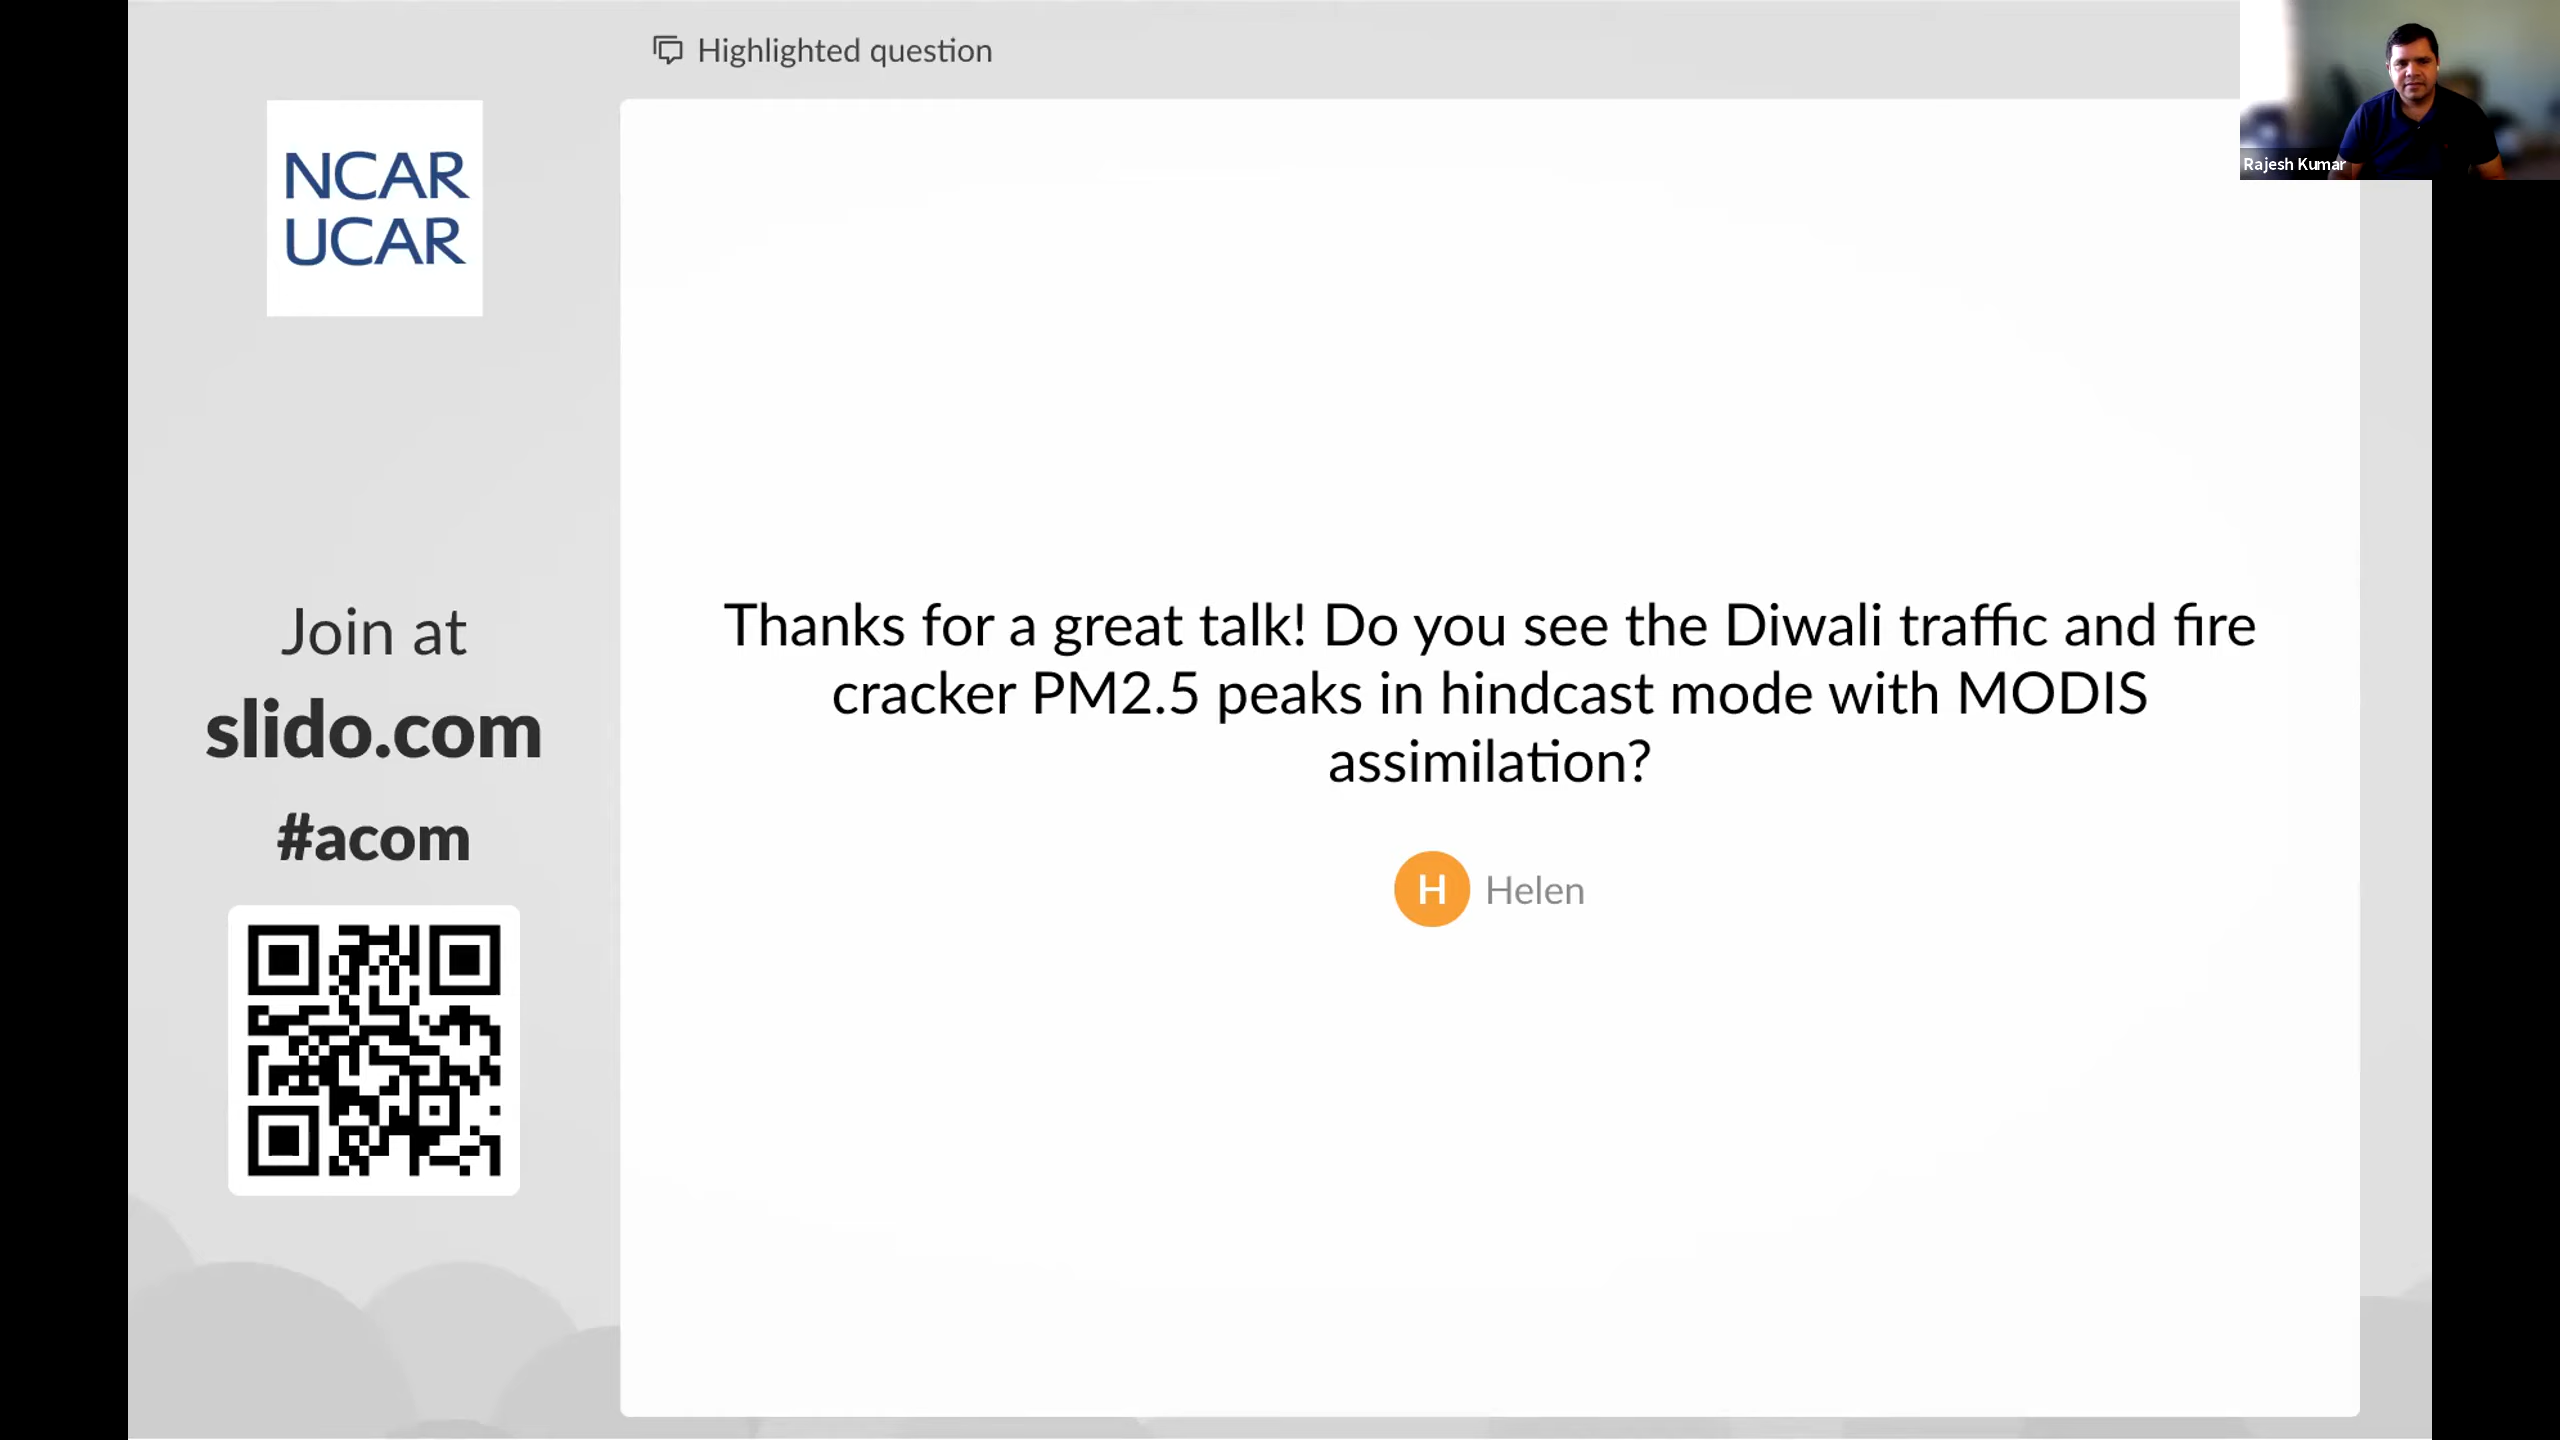 Highlighted question
NCAR
UCAR
Join at
slido.com
#acom
Thanks for a great talk! Do you see the Diwali traffic and fire
cracker PM2.5 peaks in hindcast mode with MODIS
assimilation?
H Helen
Rajesh Kumar